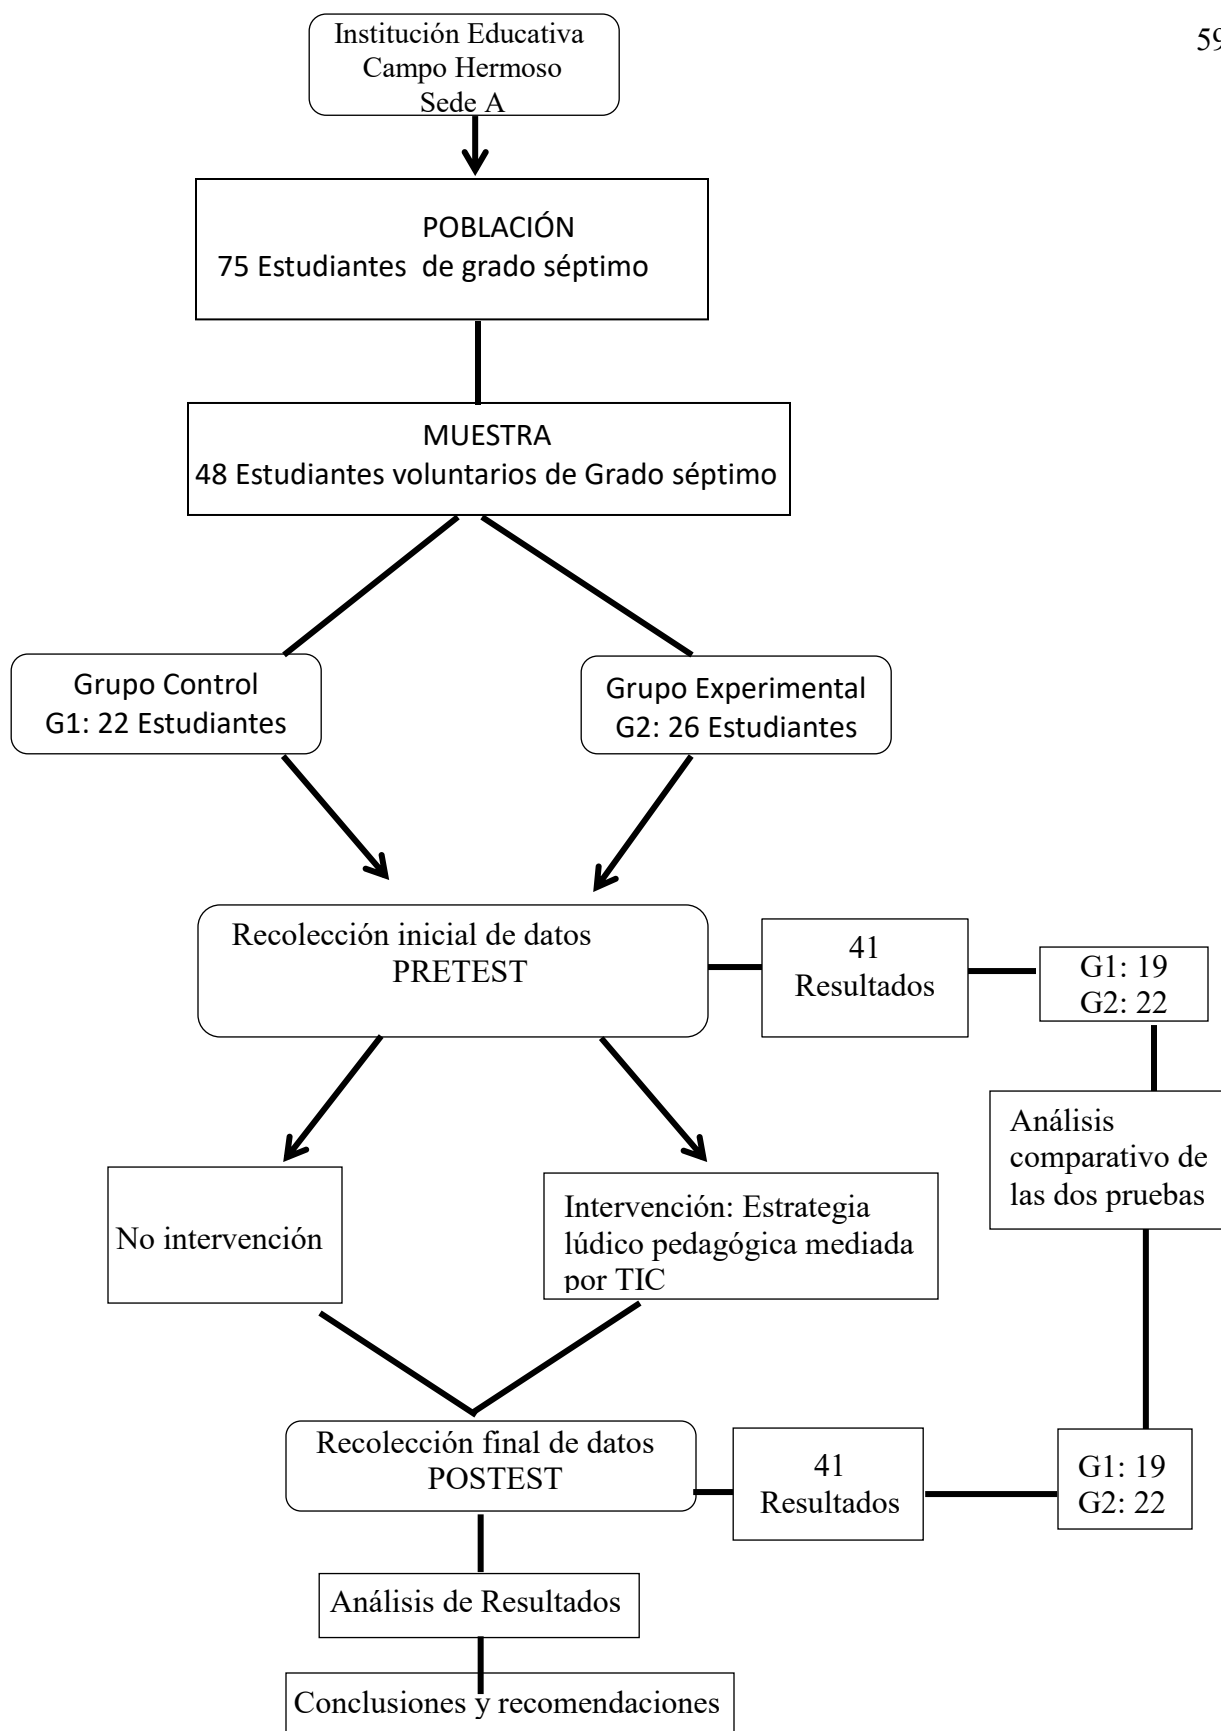 59
Institución Educativa
Campo Hermoso
Sede A
POBLACIÓN
75 Estudiantes de grado séptimo
MUESTRA
48 Estudiantes voluntarios de Grado séptimo
Grupo Control
G1: 22 Estudiantes
Grupo Experimental
G2: 26 Estudiantes
Recolección inicial de datos
PRETEST
41
Resultados
G1: 19
G2: 22
Análisis
comparativo de
las dos pruebas
No intervención
Intervención: Estrategia
lúdico pedagógica mediada
por TIC
Recolección final de datos
POSTEST
41
Resultados
G1: 19
G2: 22
Análisis de Resultados
Conclusiones y recomendaciones